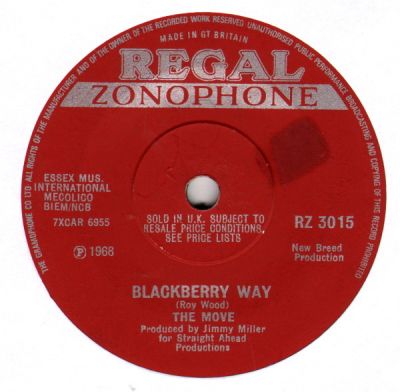 THE GRAMOPHONE CO LTD ALL RIGHTS OF THE MANUFACTURER AND OF THE OWNER OF THE RECORDED WORK RESERVED UNAUTHORISED PUBLIC PERFORMANCE BROADCASTING AND COPYING OF THIS RECORD PROHIBITED
MADE IN GT BRITAIN
REGAL
ZONOPHONE
ESSEX MUS.
INTERNATIONAL
MECOLICO
BIEM/NCB
7XCAR 6955
Ⓟ 1968
SOLD IN U.K. SUBJECT TO
RESALE PRICE CONDITIONS,
SEE PRICE LISTS
RZ 3015
New Breed
Production
BLACKBERRY WAY
(Roy Wood)
THE MOVE
Produced by Jimmy Miller
for Straight Ahead
Productions